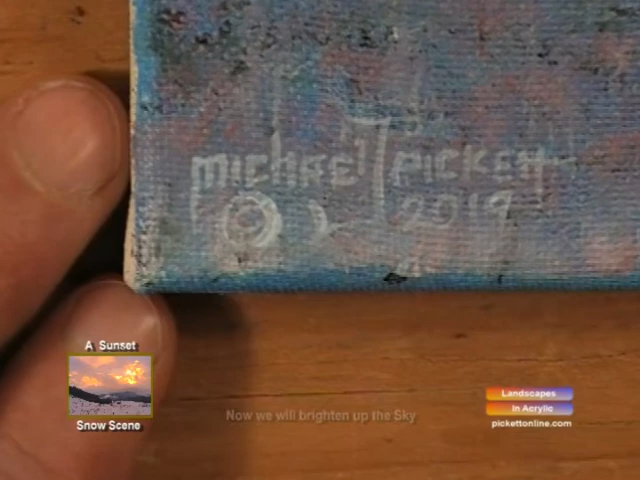 MICHAEL PICKETT
2019
A Sunset
Snow Scene
Now we will brighten up the Sky
Landscapes
In Acrylic
pickettonline.com